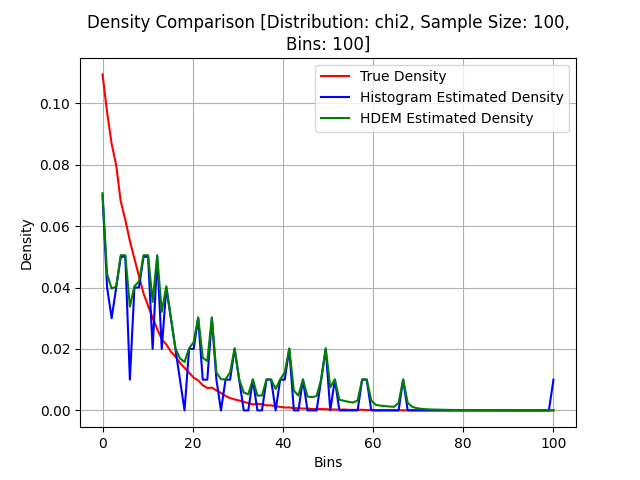 Density Comparison [Distribution: chi2, Sample Size: 100,
Bins: 100]
True Density
Histogram Estimated Density
HDEM Estimated Density
Density
0.10
0.08
0.06
0.04
0.02
0.00
0
20
40
60
80
100
Bins